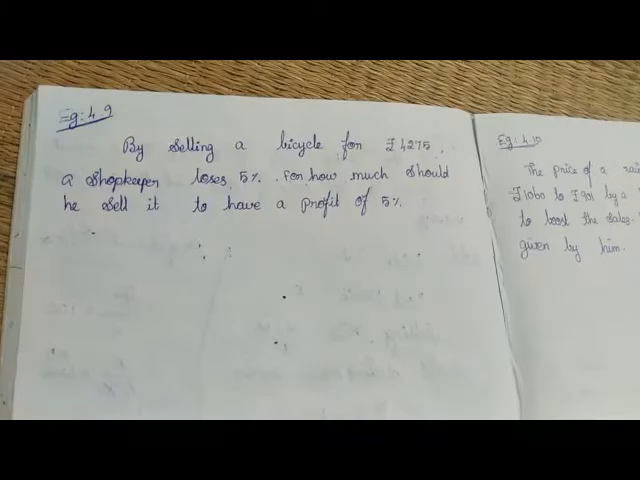 Eg: 4.9
By selling a bicycle for ₹4275,
a shopkeeper loses 5%. For how much should
he sell it to have a profit of 5%.
Eg: 4.10
The price of a rain
₹1060 to ₹901 by a
to boost the sales.
given by him.